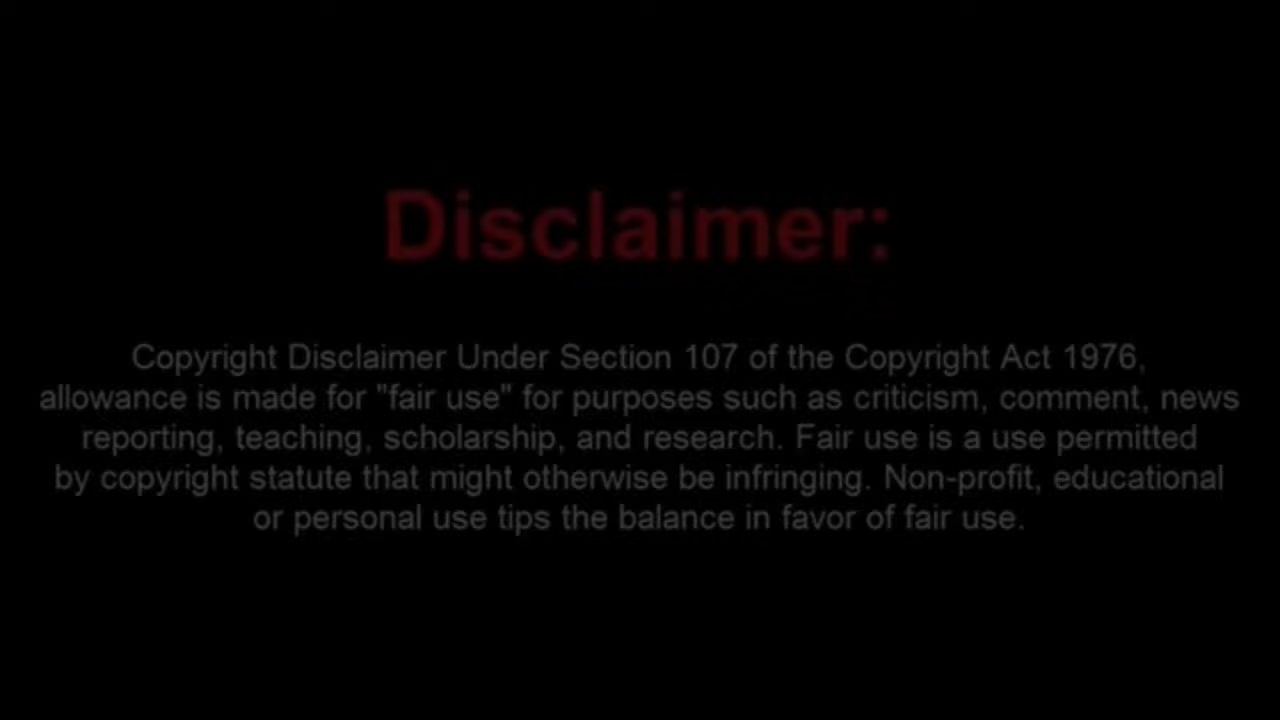 Disclaimer:
Copyright Disclaimer Under Section 107 of the Copyright Act 1976,
allowance is made for "fair use" for purposes such as criticism, comment, news
reporting, teaching, scholarship, and research. Fair use is a use permitted
by copyright statute that might otherwise be infringing. Non-profit, educational
or personal use tips the balance in favor of fair use.